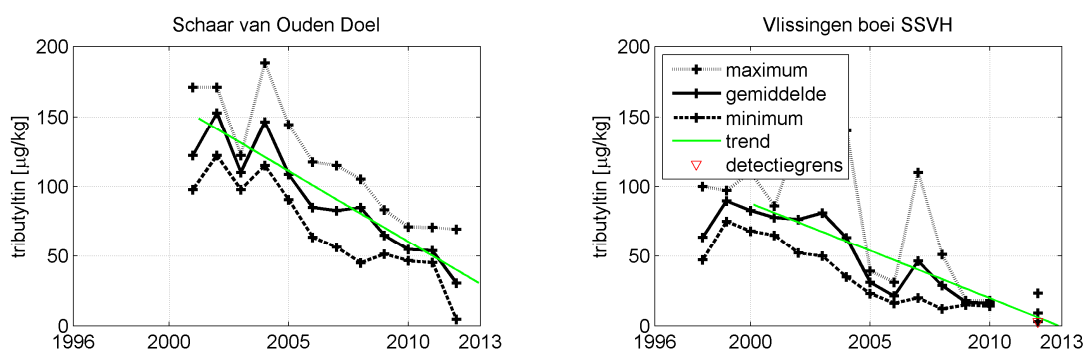 Schaar van Ouden Doel
tributyltin [µg/kg]
200
150
100
50
0
1996
2000
2005
2010
2013
Vlissingen boei SSVH
tributyltin [µg/kg]
200
150
100
50
0
1996
2000
2005
2010
2013
maximum
gemiddelde
minimum
trend
detectiegrens